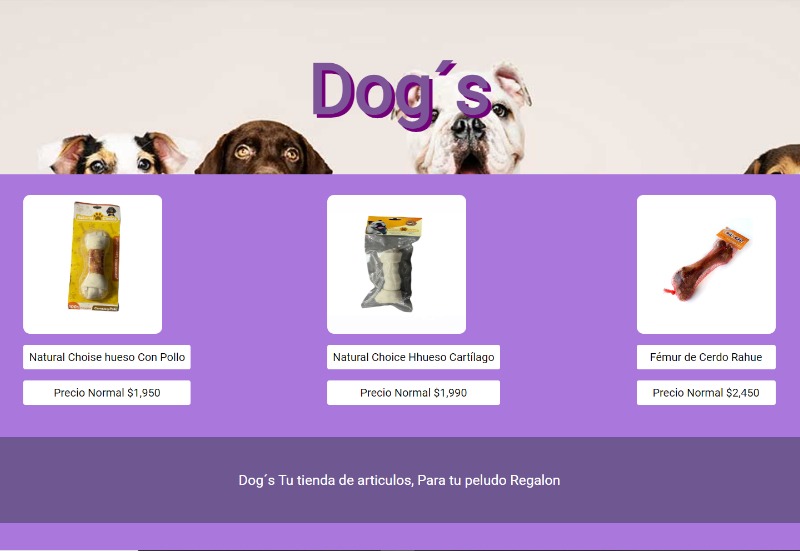 Dog´s
Natural Choise hueso Con Pollo
Natural Choice Hhueso Cartílago
Fémur de Cerdo Rahue
Precio Normal $1,950
Precio Normal $1,990
Precio Normal $2,450
Dog´s Tu tienda de articulos, Para tu peludo Regalon